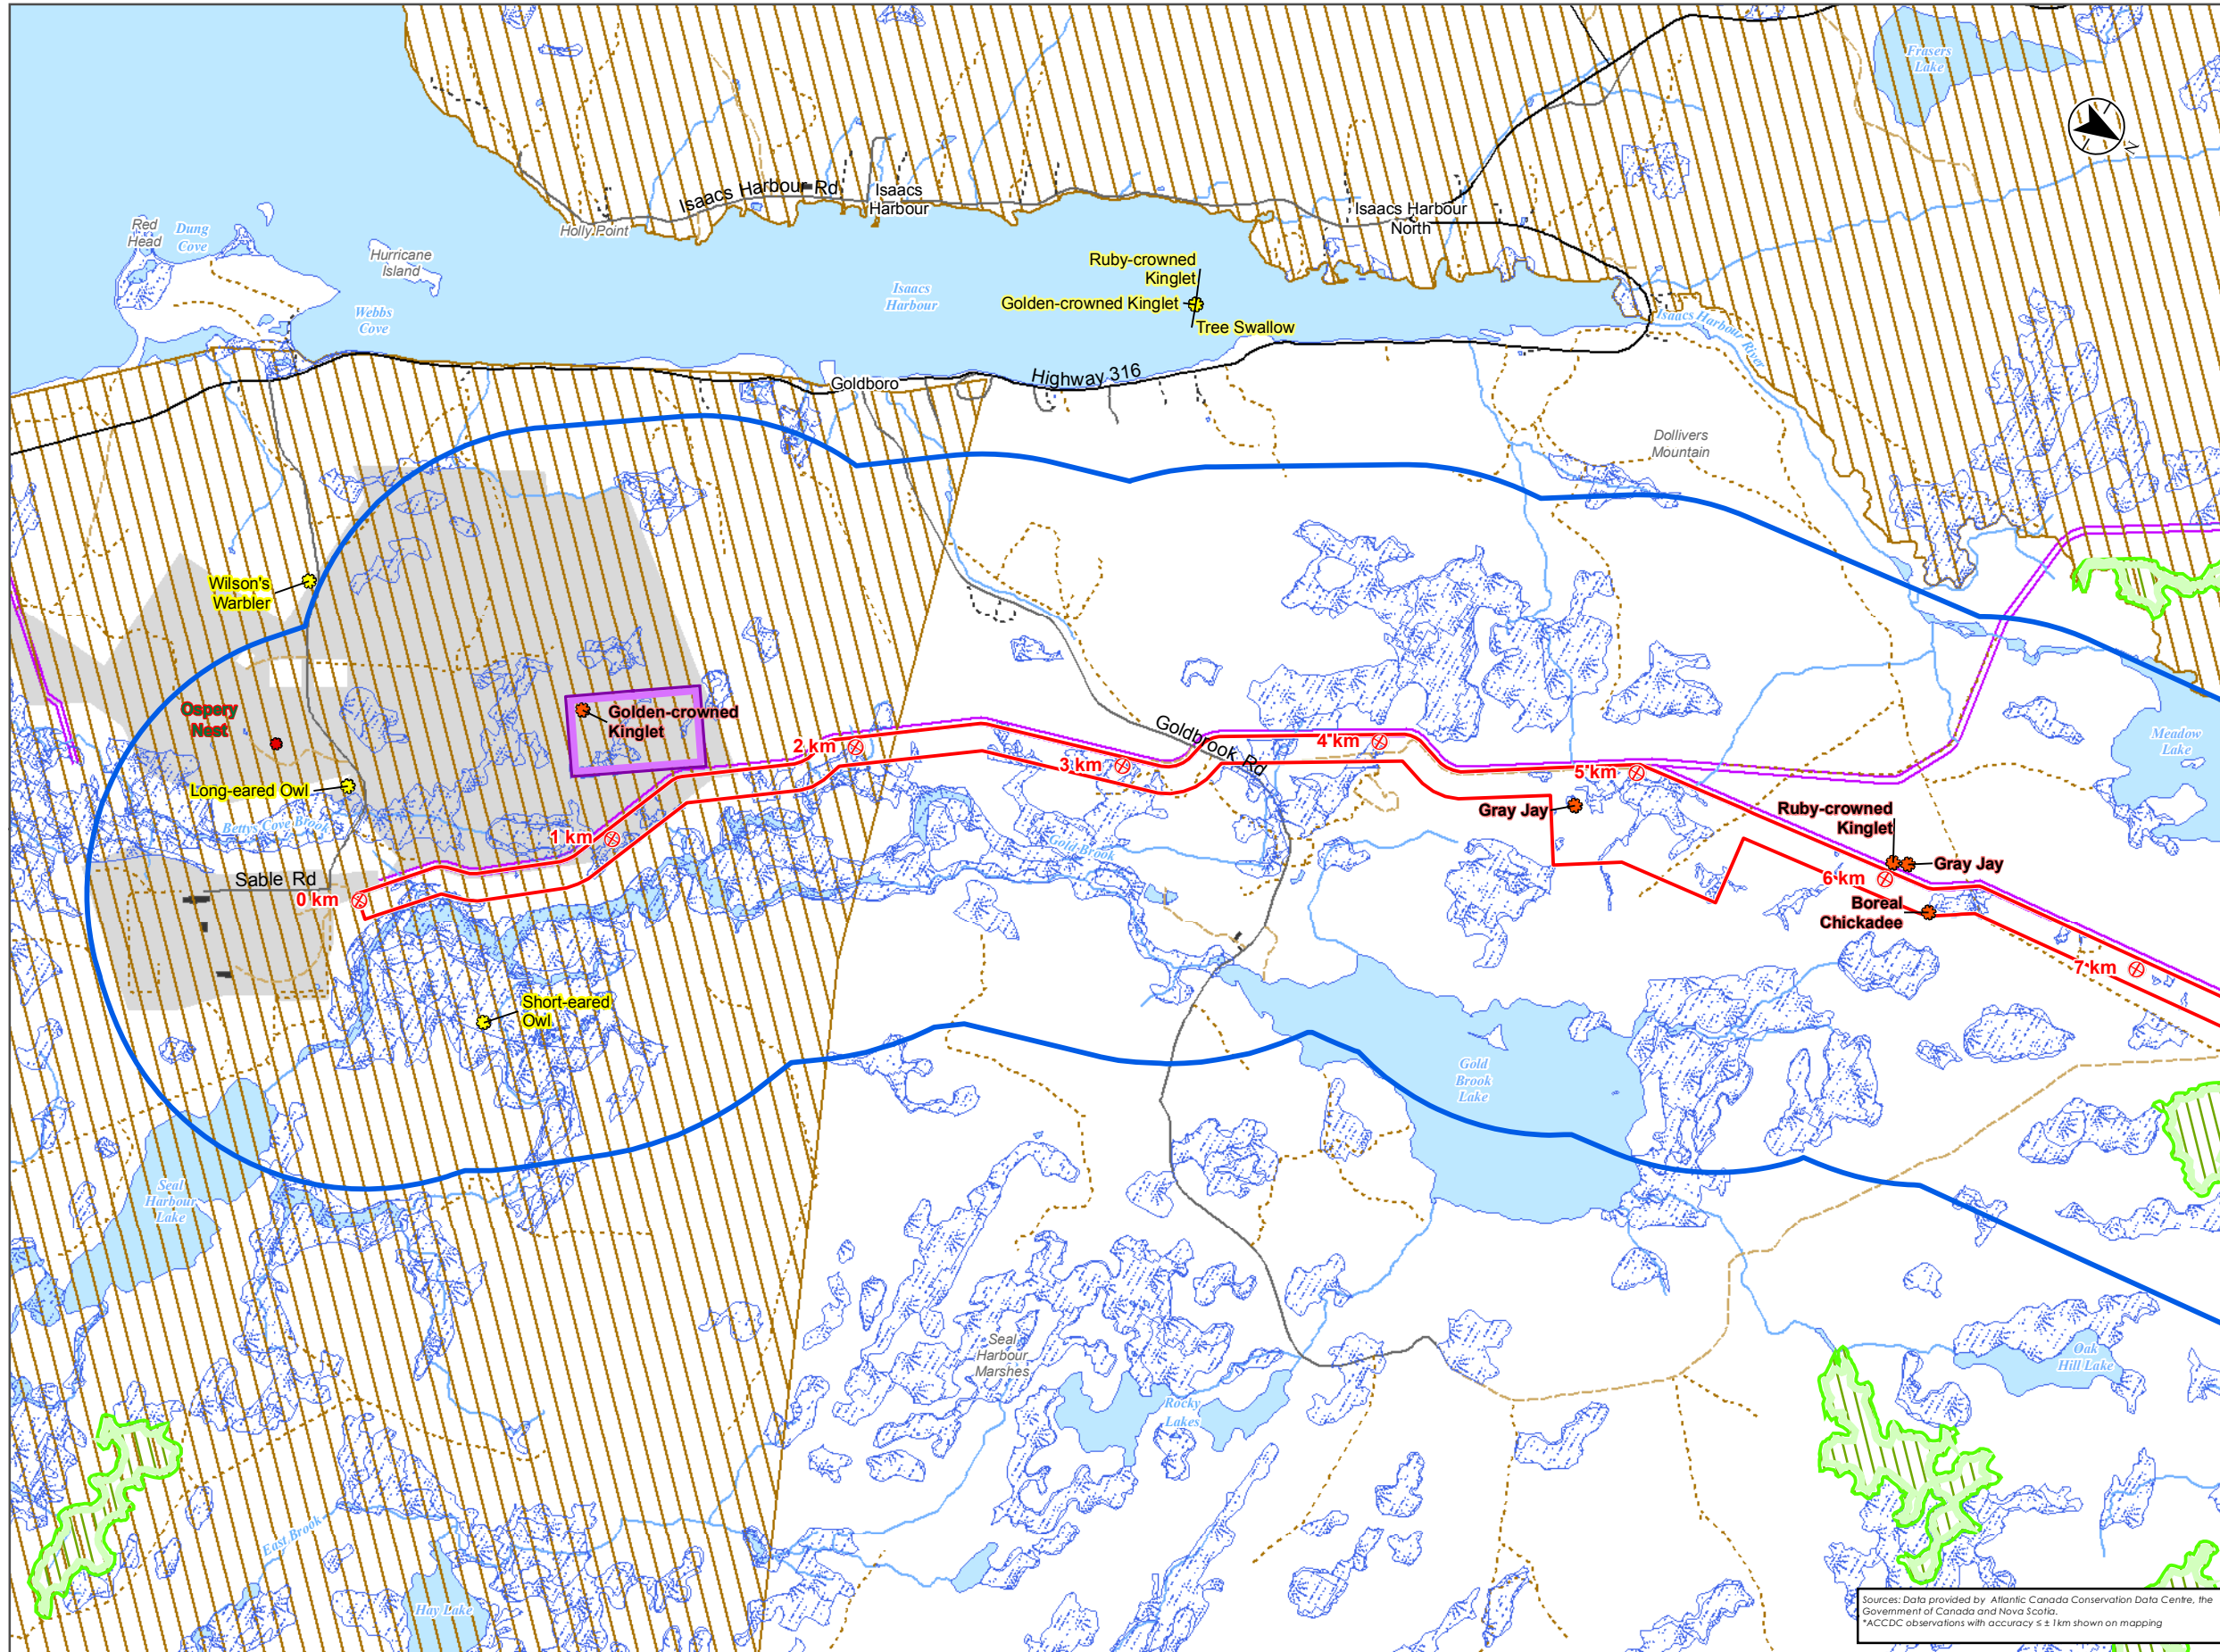 Frasers
Lake
N
Isaacs Harbour Rd
Isaacs
Harbour
Isaacs Harbour
North
Red
Head
Dung
Cove
Holly Point
Hurricane
Island
Ruby-crowned
Kinglet
Isaacs
Harbour
Golden-crowned Kinglet
Webbs
Cove
Tree Swallow
Isaacs Harbour River
Goldboro
Highway 316
Dollivers
Mountain
Wilson's
Warbler
Ospery
Nest
Golden-crowned
Kinglet
Goldbrook Rd
Meadow
Lake
2 km
4 km
3 km
5 km
Long-eared Owl
Gray Jay
Ruby-crowned
Kinglet
Bettys Cove Brook
1 km
Gold Brook
Gray Jay
Sable Rd
0 km
6 km
Boreal
Chickadee
7 km
Short-eared
Owl
Gold
Brook
Lake
Seal
Harbour
Lake
Seal
Harbour
Marshes
Oak
Hill Lake
Rocky
Lakes
East Brook
Hay Lake
Sources: Data provided by Atlantic Canada Conservation Data Centre, the
Government of Canada and Nova Scotia.
*ACCDC observations with accuracy ≤ ± 1km shown on mapping